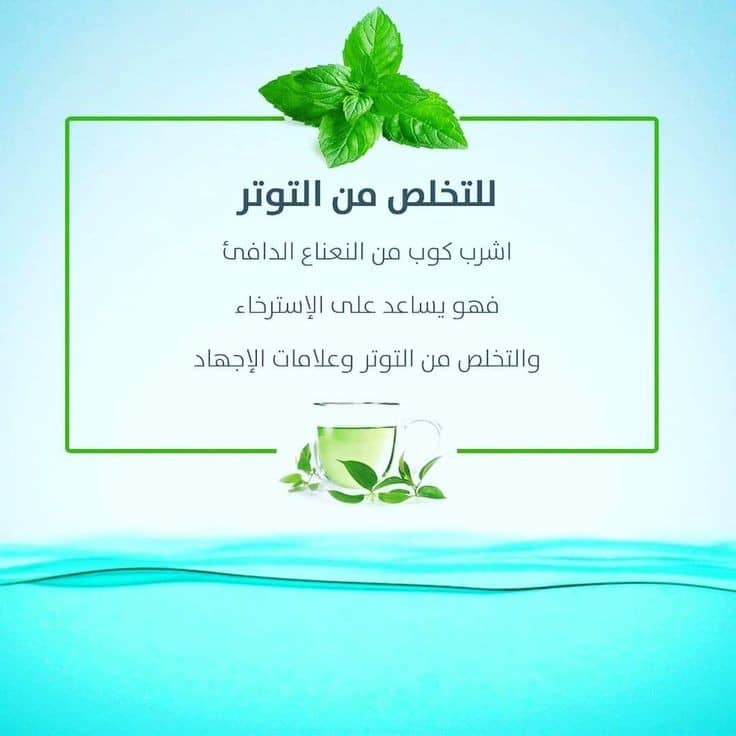 للتخلص من التوتر
اشرب كوب من النعناع الدافئ
فهو يساعد على الإسترخاء
والتخلص من التوتر وعلامات الإجهاد